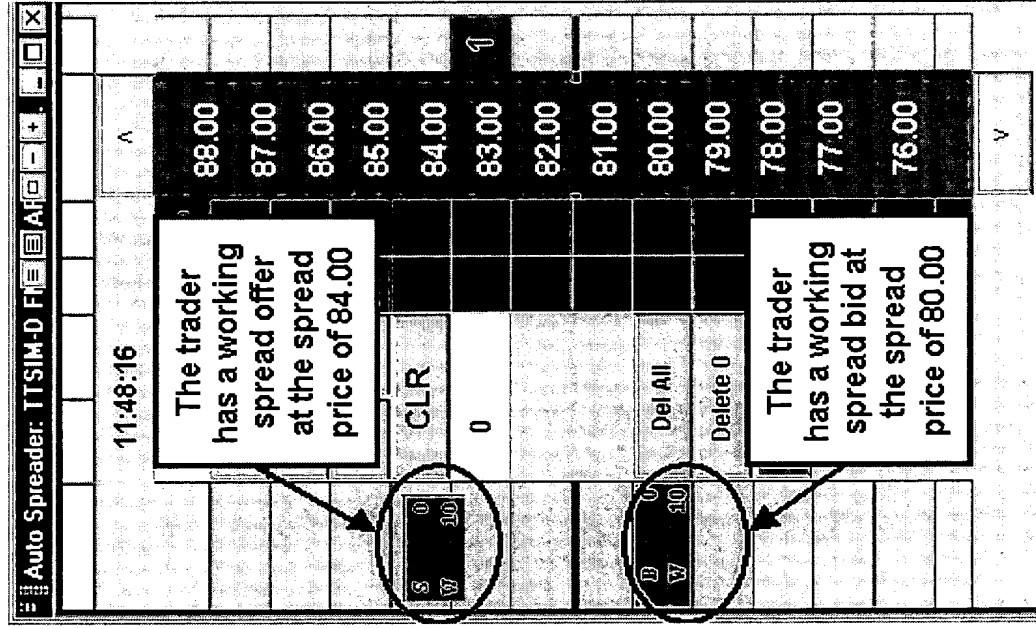 Auto Spreader: TTSIM-D F
11:48:16
^
88.00
87.00
86.00
85.00
84.00
83.00
82.00
81.00
80.00
79.00
78.00
77.00
76.00
v
1
The trader
has a working
spread offer
at the spread
price of 84.00
CLR
0
S 0
W 10
Del All
Delete 0
B 0
W 10
The trader
has a working
spread bid at
the spread
price of 80.00